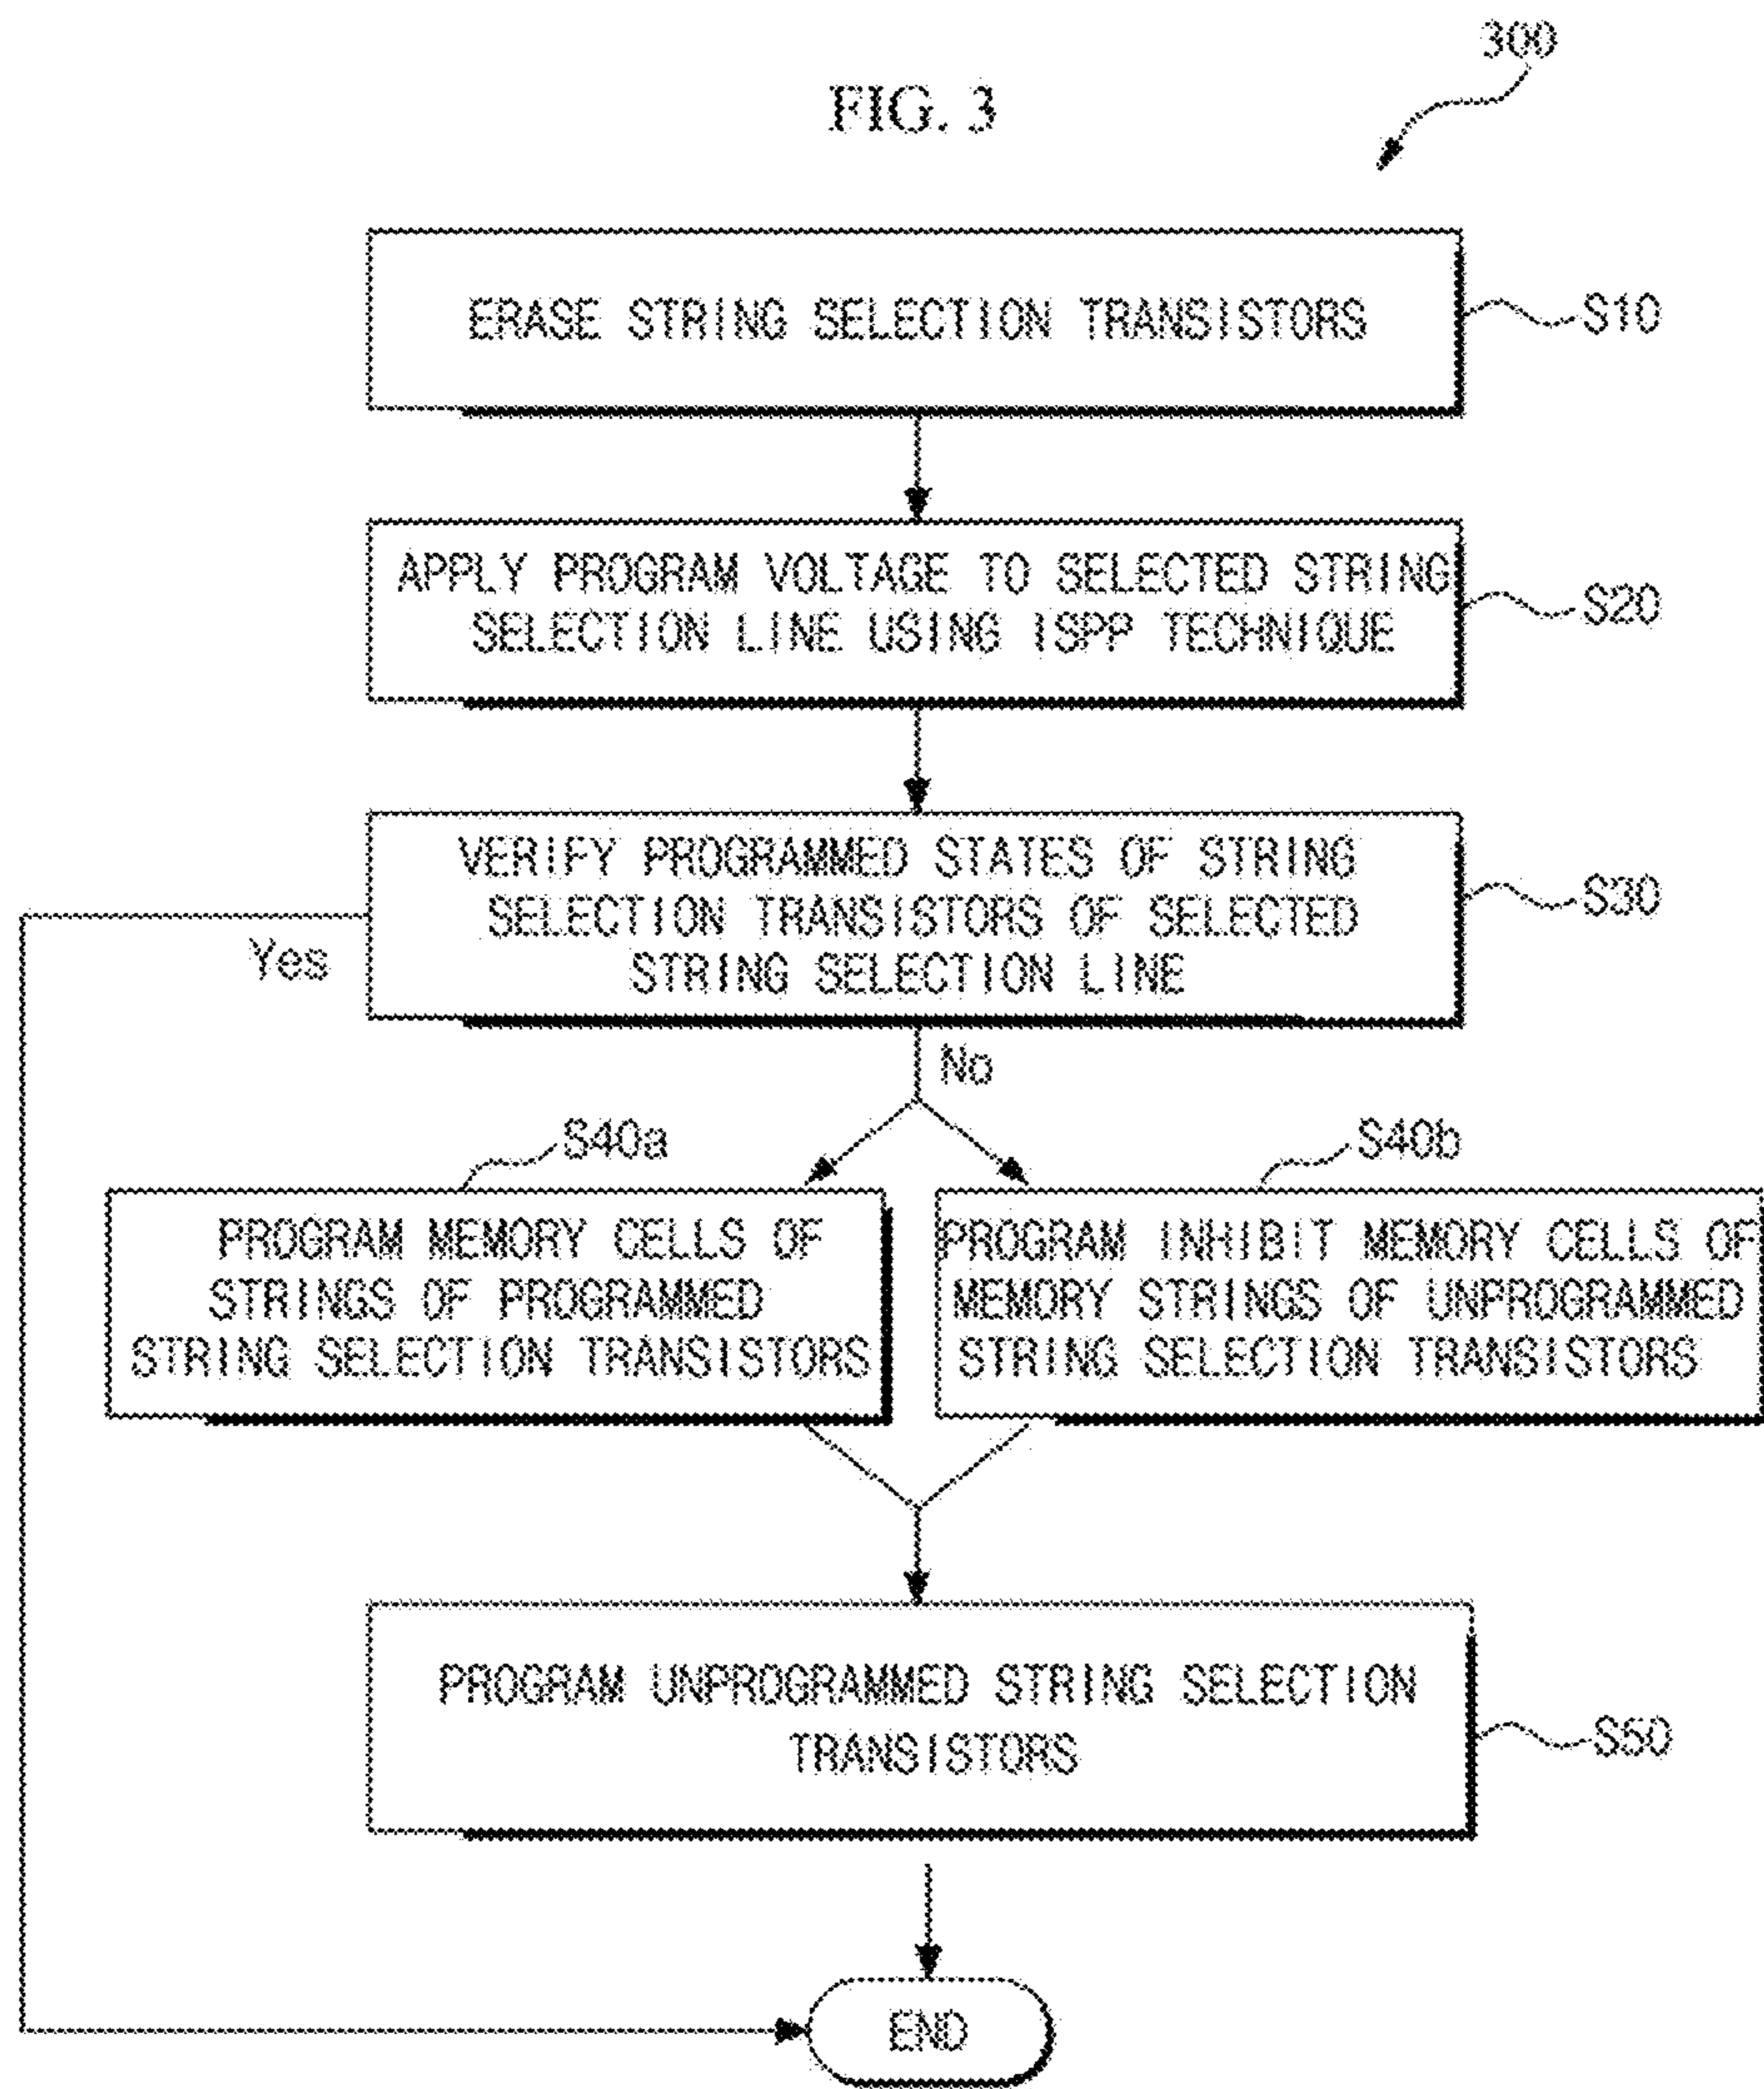 300
FIG. 3
ERASE STRING SELECTION TRANSISTORS
S10
APPLY PROGRAM VOLTAGE TO SELECTED STRING
SELECTION LINE USING ISPP TECHNIQUE
S20
VERIFY PROGRAMMED STATES OF STRING
SELECTION TRANSISTORS OF SELECTED
STRING SELECTION LINE
S30
Yes
No
S40a
S40b
PROGRAM MEMORY CELLS OF
STRINGS OF PROGRAMMED
STRING SELECTION TRANSISTORS
PROGRAM INHIBIT MEMORY CELLS OF
MEMORY STRINGS OF UNPROGRAMMED
STRING SELECTION TRANSISTORS
PROGRAM UNPROGRAMMED STRING SELECTION
TRANSISTORS
S50
END